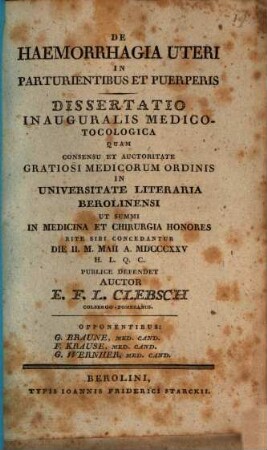 DE
HAEMORRHAGIA UTERI
IN
PARTURIENTIBUS ET PUERPERIS
DISSERTATIO
INAUGURALIS MEDICO-
TOCOLOGICA
QUAM
CONSENSU ET AUCTORITATE
GRATIOSI MEDICORUM ORDINIS
IN
UNIVERSITATE LITERARIA
BEROLINENSI
UT SUMMI
IN MEDICINA ET CHIRURGIA HONORES
RITE SIBI CONCEDANTUR
DIE II. M. MAII A. MDCCCXXV
H. L. Q. C.
PUBLICE DEFENDET
AUCTOR
E. F. L. CLEBSCH
COLBERGO-POMERANUS.
OPPONENTIBUS:
G. BRAUNE, MED. CAND.
F. KRAUSE, MED. CAND.
G. WERNHER, MED. CAND.
BEROLINI,
TYPIS IOANNIS FRIDERICI STARCKII.